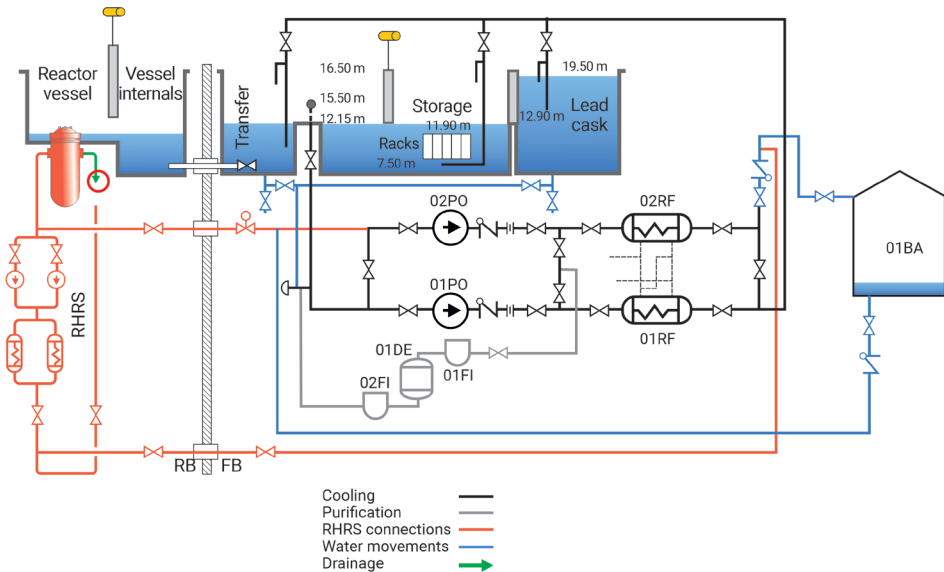 Reactor
vessel
Vessel
internals
Transfer
16.50 m
15.50 m
12.15 m
Storage
11.90 m
Racks
7.50 m
19.50 m
Lead
cask
12.90 m
02PO
02RF
01BA
01PO
01RF
RHRS
01DE
02FI
01FI
RB
FB
Cooling
Purification
RHRS connections
Water movements
Drainage